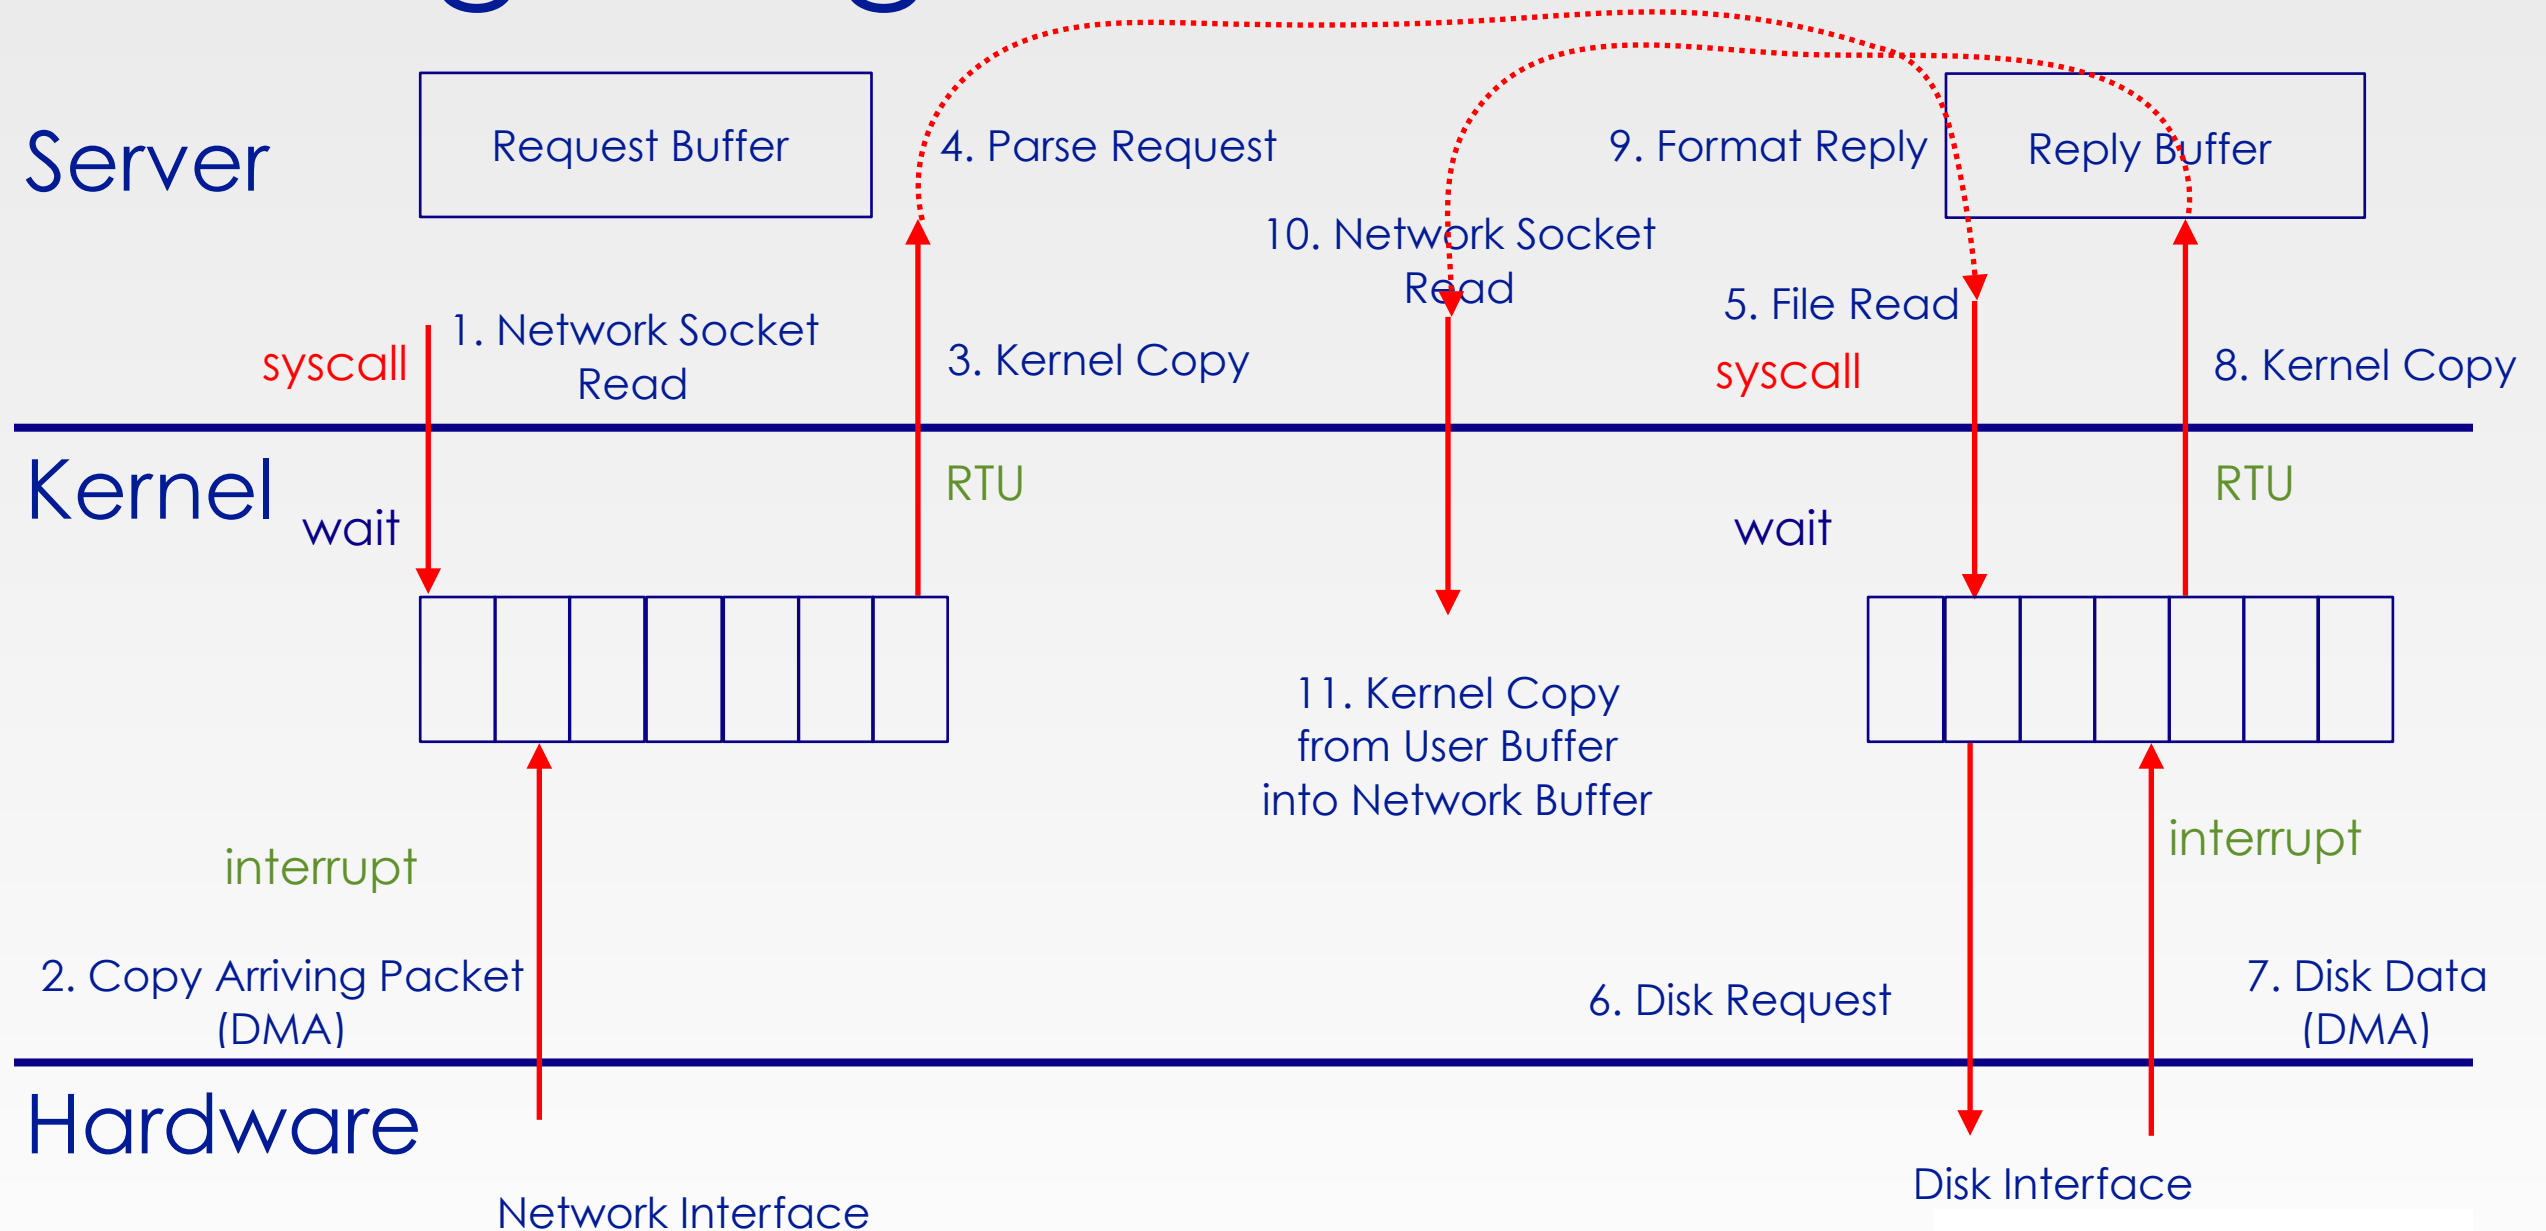 Server
Request Buffer
4. Parse Request
9. Format Reply
Reply Buffer
10. Network Socket
Read
syscall
1. Network Socket
Read
3. Kernel Copy
5. File Read
syscall
8. Kernel Copy
Kernel
wait
RTU
wait
RTU
11. Kernel Copy
from User Buffer
into Network Buffer
interrupt
interrupt
2. Copy Arriving Packet
(DMA)
6. Disk Request
7. Disk Data
(DMA)
Hardware
Network Interface
Disk Interface